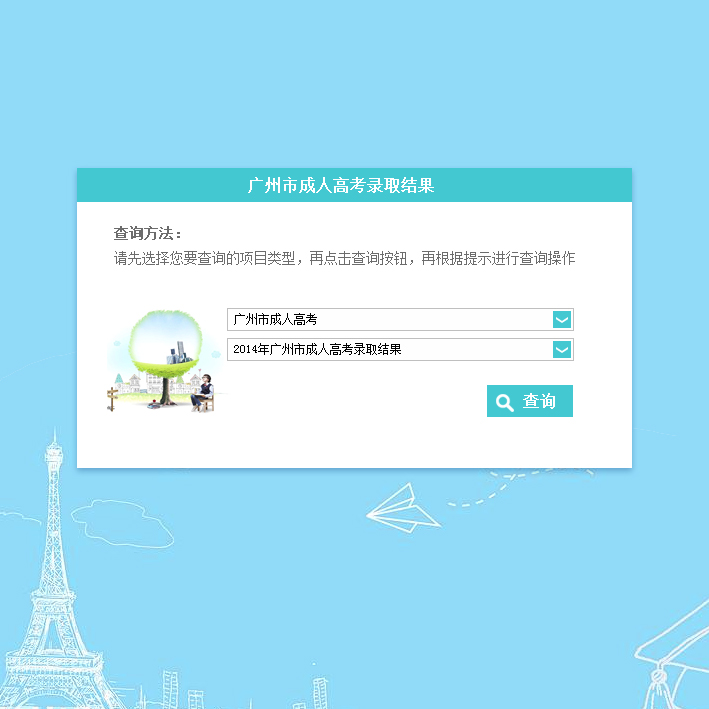 广州市成人高考录取结果
查询方法：
请先选择您要查询的项目类型，再点击查询按钮，再根据提示进行查询操作
广州市成人高考
2014年广州市成人高考录取结果
查询